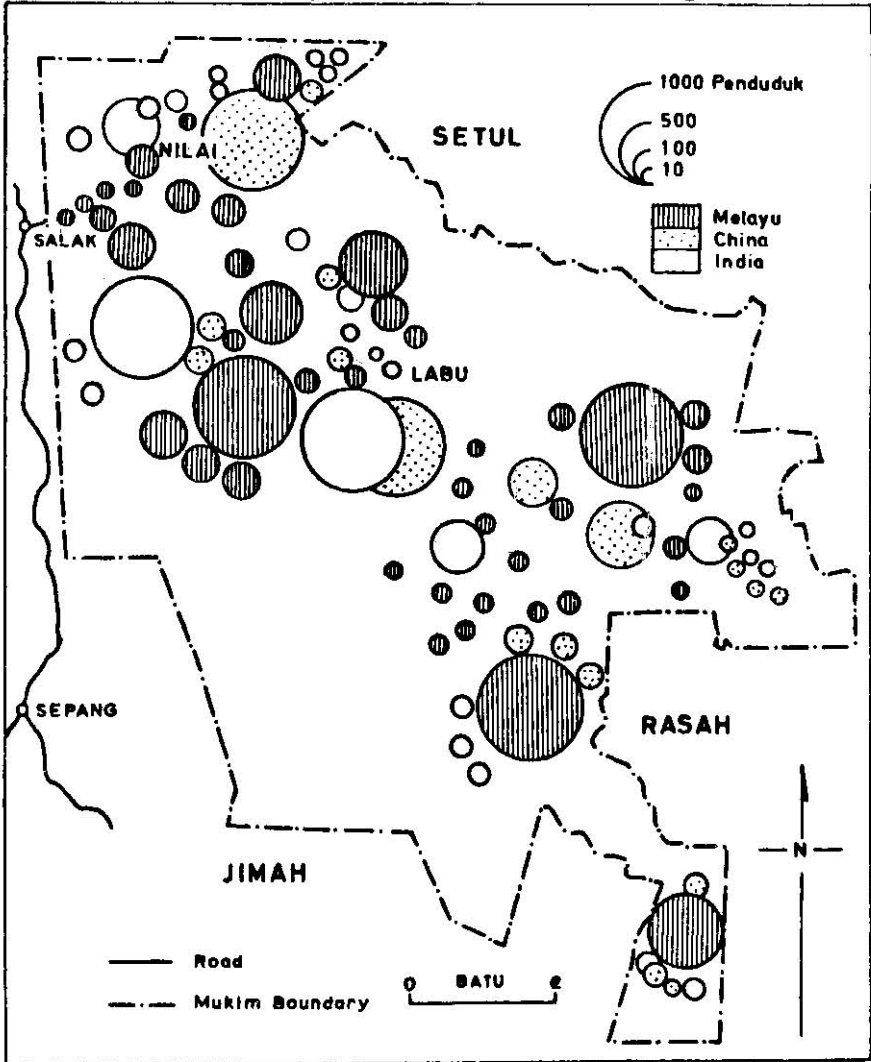 1000 Penduduk
500
100
10
SETUL
NILAI
Melayu
China
India
SALAK
LABU
SEPANG
RASAH
JIMAH
N
Road
0 BATU 2
Mukim Boundary